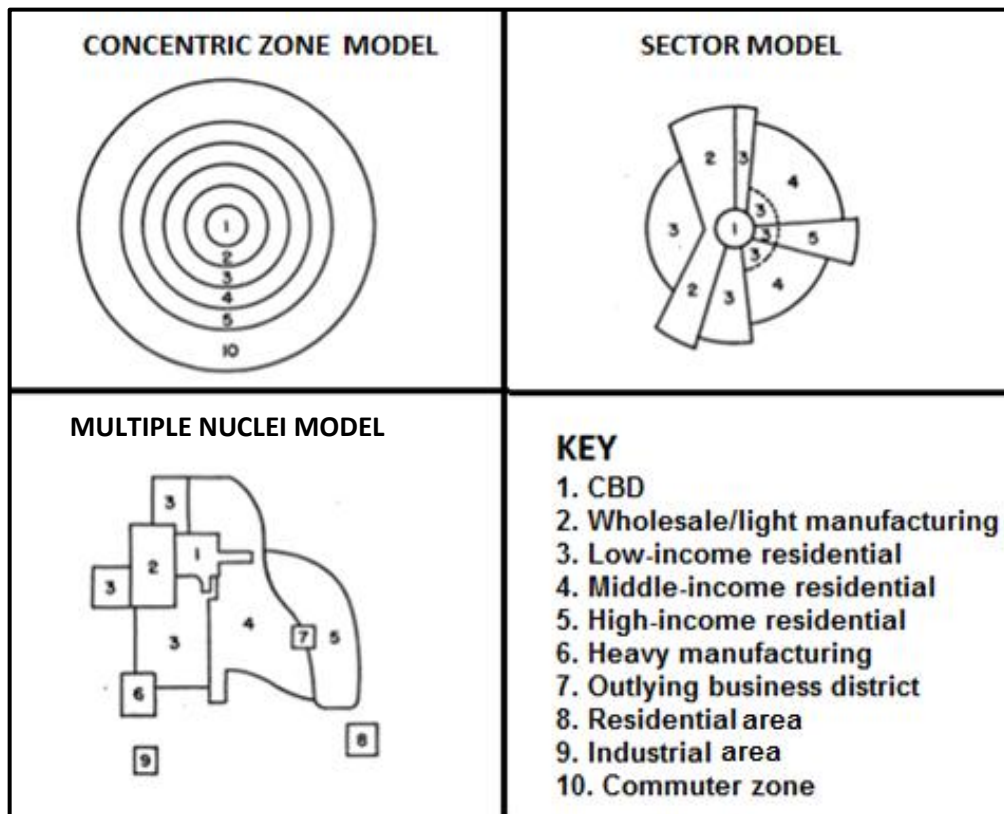 CONCENTRIC ZONE MODEL
1
2
3
4
5
10
SECTOR MODEL
2
3
4
3
3
1
3
5
3
2
3
4
MULTIPLE NUCLEI MODEL
3
1
2
3
4
3
7
5
6
8
9
KEY
1. CBD
2. Wholesale/light manufacturing
3. Low-income residential
4. Middle-income residential
5. High-income residential
6. Heavy manufacturing
7. Outlying business district
8. Residential area
9. Industrial area
10. Commuter zone